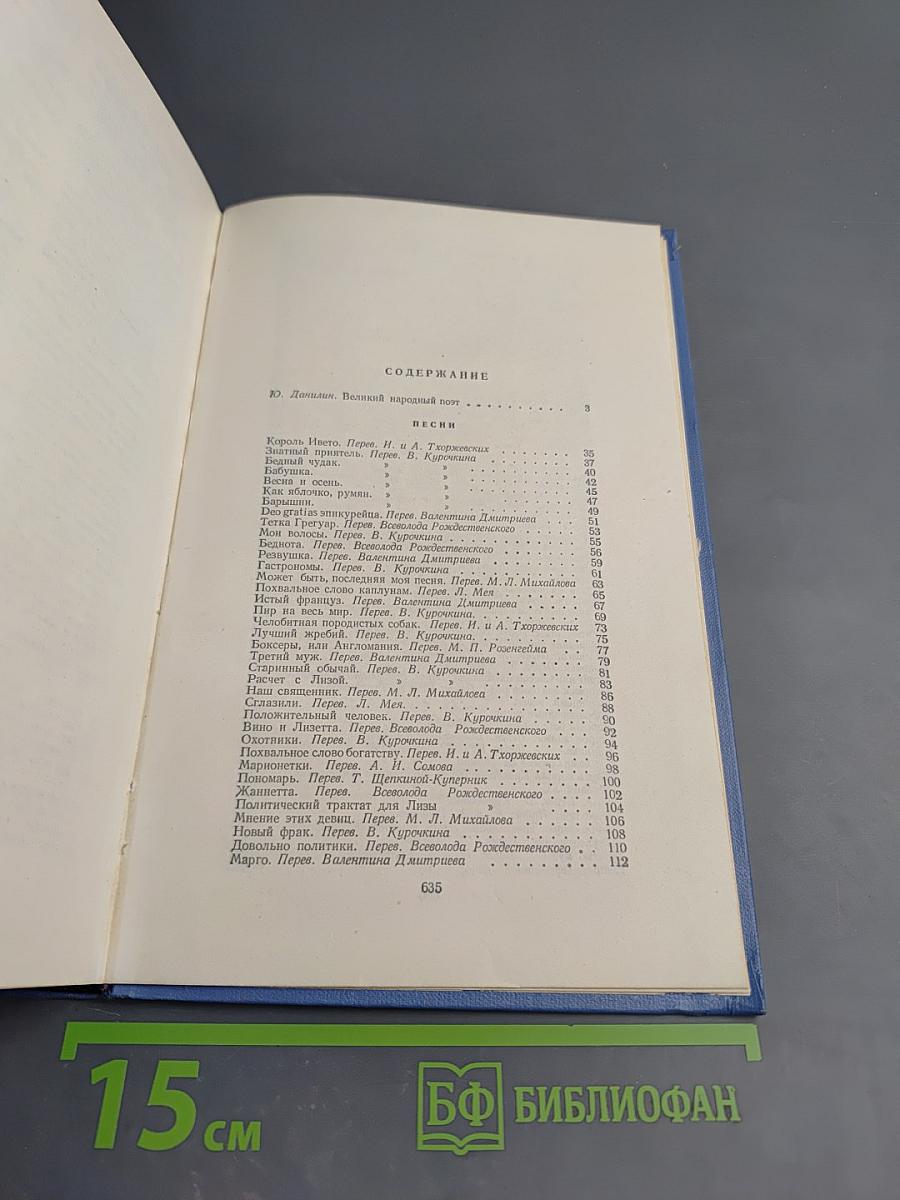 СОДЕРЖАНИЕ
Ю. Данилин. Великий народный поэт . . . . . . . . . . 3
ПЕСНИ
Король Ивето. Перев. И. и А. Тхоржевских . . . . . . . 35
Знатный приятель. Перев. В. Курочкина . . . . . . . . 37
Бедный чудак. » » . . . . . . . . 40
Бабушка. » » . . . . . . . . 42
Весна и осень. » » . . . . . . . . 45
Как яблочко, румян. » » . . . . . . . . 47
Барышни. » » . . . . . . . . 49
Deo gratias эпикурейца. Перев. Валентина Дмитриева . . . 51
Тетка Грегуар. Перев. Всеволода Рождественского . . . . . 53
Мои волосы. Перев. В. Курочкина . . . . . . . . . . 55
Беднота. Перев. Всеволода Рождественского . . . . . . . 56
Резвушка. Перев. Валентина Дмитриева . . . . . . . . 59
Гастрономы. Перев. В. Курочкина . . . . . . . . . . 61
Может быть, последняя моя песня. Перев. М. Л. Михайлова 63
Похвальное слово каплунам. Перев. Л. Мея . . . . . . . 65
Истый француз. Перев. Валентина Дмитриева . . . . . . 67
Пир на весь мир. Перев. В. Курочкина. . . . . . . . . 69
Челобитная породистых собак. Перев. И. и А. Тхоржевских 73
Лучший жребий. Перев. В. Курочкина. . . . . . . . . 75
Боксеры, или Англомания. Перев. М. П. Розенгейма . . 77
Третий муж. Перев. Валентина Дмитриева . . . . . . . 79
Старинный обычай. Перев. В. Курочкина . . . . . . . 81
Расчет с Лизой. » » . . . . . . . . 83
Наш священник. Перев. М. Л. Михайлова . . . . . . . 86
Сглазили. Перев. Л. Мея. . . . . . . . . . . . . 88
Положительный человек. Перев. В. Курочкина . . . . . 90
Вино и Лизетта. Перев. Всеволода Рождественского . . . 92
Охотники. Перев. В. Курочкина . . . . . . . . . . 94
Похвальное слово богатству. Перев. И. и А. Тхоржевских . . 96
Марионетки. Перев. А. И. Сомова . . . . . . . . . . 98
Пономарь. Перев. Т. Щепкиной-Куперник . . . . . . . 100
Жаннетта. Перев. Всеволода Рождественского . . . . 102
Политический трактат для Лизы » . . . . . . . 104
Мнение этих девиц. Перев. М. Л. Михайлова . . . . . . 106
Новый фрак. Перев. В. Курочкина . . . . . . . . . . 108
Довольно политики. Перев. Всеволода Рождественского . . 110
Марго. Перев. Валентина Дмитриева . . . . . . . . . 112
635
15 см
БФ БИБЛИОФАН